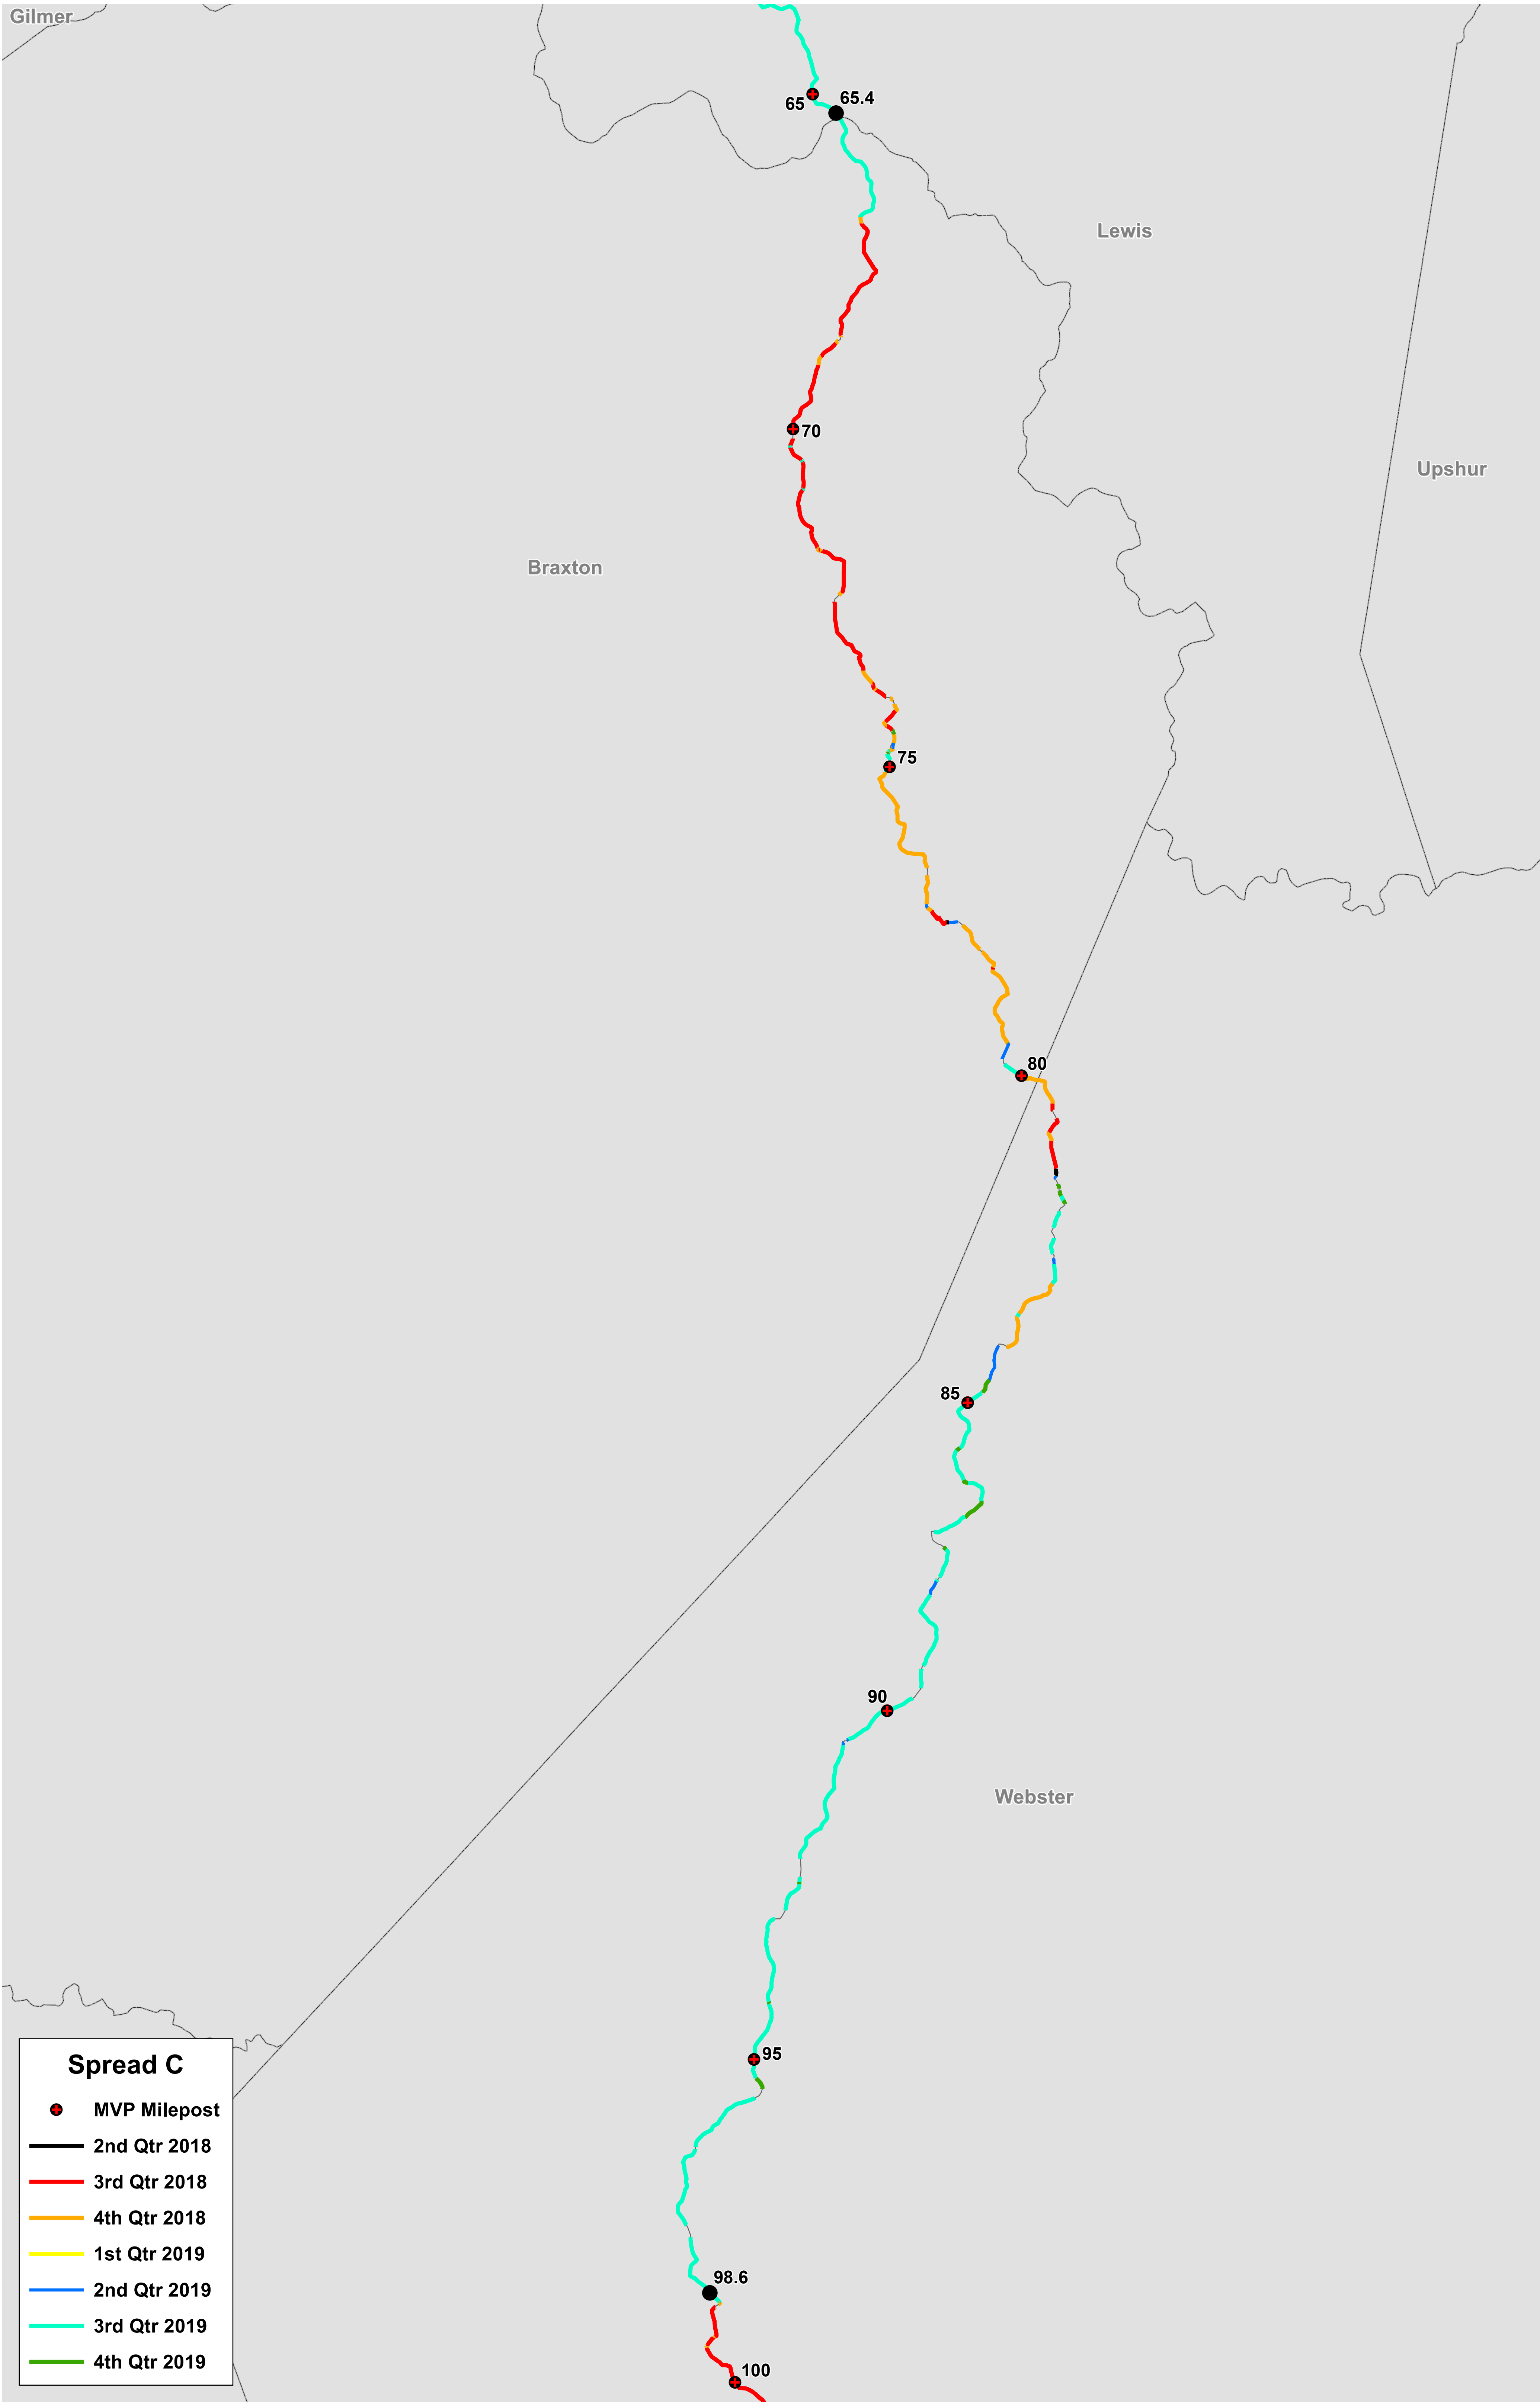 Gilmer
65
65.4
Lewis
70
Upshur
Braxton
75
80
85
90
Webster
95
98.6
100
Spread C
MVP Milepost
2nd Qtr 2018
3rd Qtr 2018
4th Qtr 2018
1st Qtr 2019
2nd Qtr 2019
3rd Qtr 2019
4th Qtr 2019